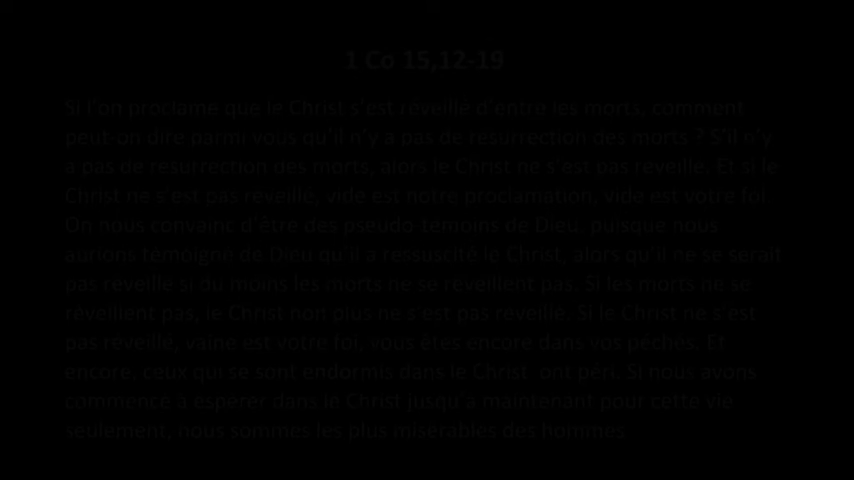 1 Co 15,12-19
Si l'on proclame que le Christ s'est réveillé d'entre les morts, comment
peut-on dire parmi vous qu'il n'y a pas de résurrection des morts ? S'il n'y
a pas de résurrection des morts, alors le Christ ne s'est pas réveillé. Et si le
Christ ne s'est pas réveillé, vide est notre proclamation, vide est votre foi.
On nous convainc d'être des pseudo-témoins de Dieu, puisque nous
aurions témoigné de Dieu qu'il a ressuscité le Christ, alors qu'il ne se serait
pas réveillé si du moins les morts ne se réveillent pas. Si les morts ne se
réveillent pas, le Christ non plus ne s'est pas réveillé. Si le Christ ne s'est
pas réveillé, vaine est votre foi, vous êtes encore dans vos péchés. Et
encore, ceux qui se sont endormis dans le Christ ont péri. Si nous avons
commencé à espérer dans le Christ jusqu'à maintenant pour cette vie
seulement, nous sommes les plus misérables des hommes.